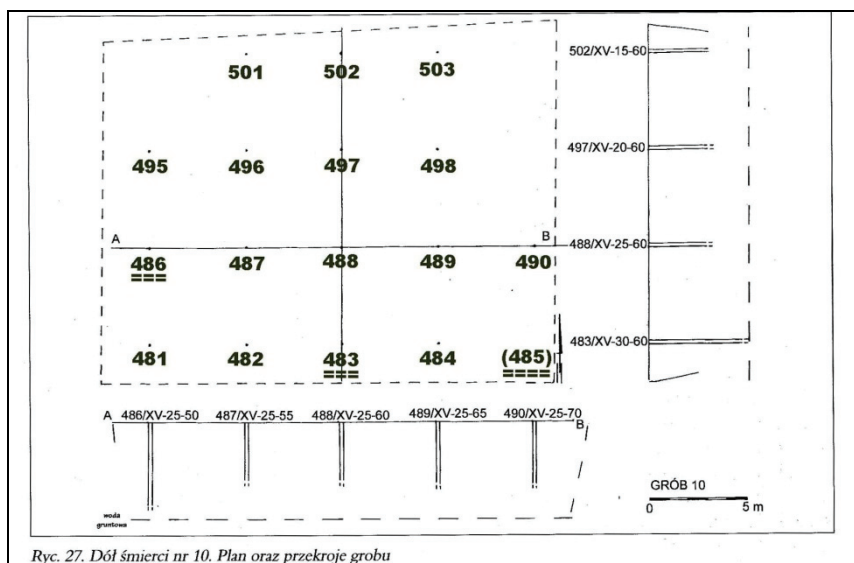 501 502 503
502/XV-15-60
495 496 497 498
497/XV-20-60
A B
488/XV-25-60
486 487 488 489 490
===
483/XV-30-60
481 482 483 484 (485)
=== ====
A 486/XV-25-50 487/XV-25-55 488/XV-25-60 489/XV-25-65 490/XV-25-70 B
GRÓB 10
0 5 m
woda
gruntowa
Ryc. 27. Dół śmierci nr 10. Plan oraz przekroje grobu